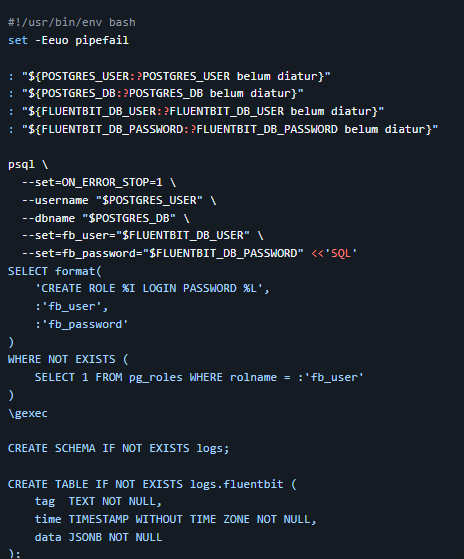 #!/usr/bin/env bash
set -Eeuo pipefail
: "${POSTGRES_USER:?POSTGRES_USER belum diatur}"
: "${POSTGRES_DB:?POSTGRES_DB belum diatur}"
: "${FLUENTBIT_DB_USER:?FLUENTBIT_DB_USER belum diatur}"
: "${FLUENTBIT_DB_PASSWORD:?FLUENTBIT_DB_PASSWORD belum diatur}"
psql \
  --set=ON_ERROR_STOP=1 \
  --username "$POSTGRES_USER" \
  --dbname "$POSTGRES_DB" \
  --set=fb_user="$FLUENTBIT_DB_USER" \
  --set=fb_password="$FLUENTBIT_DB_PASSWORD" <<'SQL'
SELECT format(
    'CREATE ROLE %I LOGIN PASSWORD %L',
    :'fb_user',
    :'fb_password'
)
WHERE NOT EXISTS (
    SELECT 1 FROM pg_roles WHERE rolname = :'fb_user'
)
\gexec
CREATE SCHEMA IF NOT EXISTS logs;
CREATE TABLE IF NOT EXISTS logs.fluentbit (
    tag  TEXT NOT NULL,
    time TIMESTAMP WITHOUT TIME ZONE NOT NULL,
    data JSONB NOT NULL
);